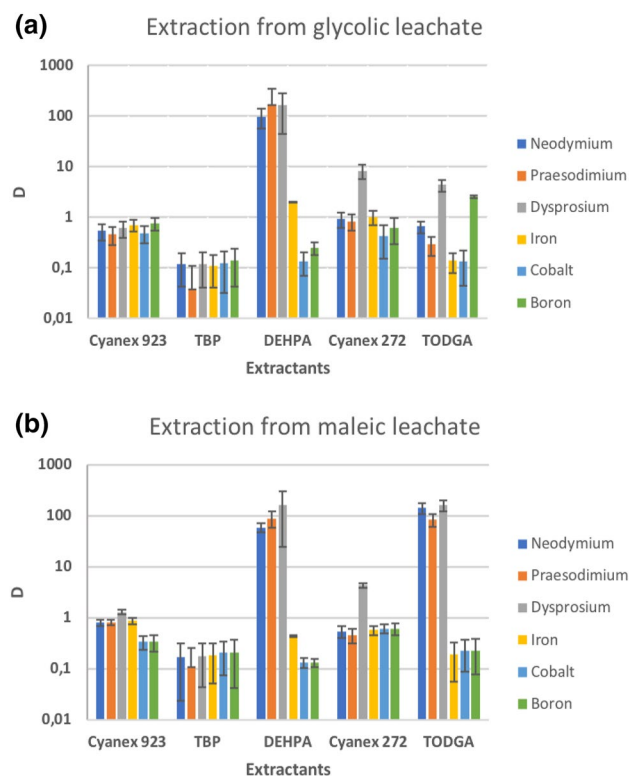 (a)
Extraction from glycolic leachate
1000
100
10
1
0,1
0,01
D
Cyanex 923 TBP DEHPA Cyanex 272 TODGA
Extractants
Neodymium
Praesodimium
Dysprosium
Iron
Cobalt
Boron
(b)
Extraction from maleic leachate
1000
100
10
1
0,1
0,01
D
Cyanex 923 TBP DEHPA Cyanex 272 TODGA
Extractants
Neodymium
Praesodimium
Dysprosium
Iron
Cobalt
Boron